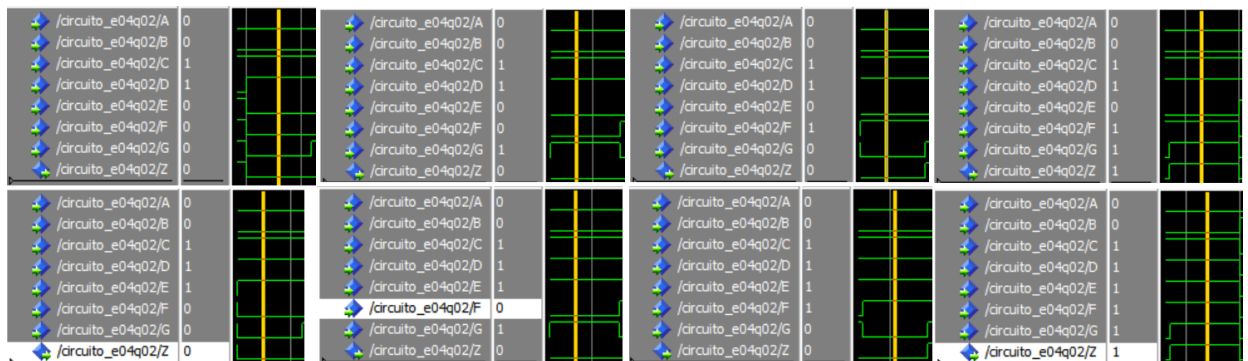 /circuito_e04q02/A 0
/circuito_e04q02/B 0
/circuito_e04q02/C 1
/circuito_e04q02/D 1
/circuito_e04q02/E 0
/circuito_e04q02/F 0
/circuito_e04q02/G 0
/circuito_e04q02/Z 0
/circuito_e04q02/A 0
/circuito_e04q02/B 0
/circuito_e04q02/C 1
/circuito_e04q02/D 1
/circuito_e04q02/E 0
/circuito_e04q02/F 0
/circuito_e04q02/G 1
/circuito_e04q02/Z 0
/circuito_e04q02/A 0
/circuito_e04q02/B 0
/circuito_e04q02/C 1
/circuito_e04q02/D 1
/circuito_e04q02/E 0
/circuito_e04q02/F 1
/circuito_e04q02/G 0
/circuito_e04q02/Z 0
/circuito_e04q02/A 0
/circuito_e04q02/B 0
/circuito_e04q02/C 1
/circuito_e04q02/D 1
/circuito_e04q02/E 0
/circuito_e04q02/F 1
/circuito_e04q02/G 1
/circuito_e04q02/Z 1
/circuito_e04q02/A 0
/circuito_e04q02/B 0
/circuito_e04q02/C 1
/circuito_e04q02/D 1
/circuito_e04q02/E 1
/circuito_e04q02/F 0
/circuito_e04q02/G 0
/circuito_e04q02/Z 0
/circuito_e04q02/A 0
/circuito_e04q02/B 0
/circuito_e04q02/C 1
/circuito_e04q02/D 1
/circuito_e04q02/E 1
/circuito_e04q02/F 0
/circuito_e04q02/G 1
/circuito_e04q02/Z 0
/circuito_e04q02/A 0
/circuito_e04q02/B 0
/circuito_e04q02/C 1
/circuito_e04q02/D 1
/circuito_e04q02/E 1
/circuito_e04q02/F 1
/circuito_e04q02/G 0
/circuito_e04q02/Z 0
/circuito_e04q02/A 0
/circuito_e04q02/B 0
/circuito_e04q02/C 1
/circuito_e04q02/D 1
/circuito_e04q02/E 1
/circuito_e04q02/F 1
/circuito_e04q02/G 1
/circuito_e04q02/Z 1